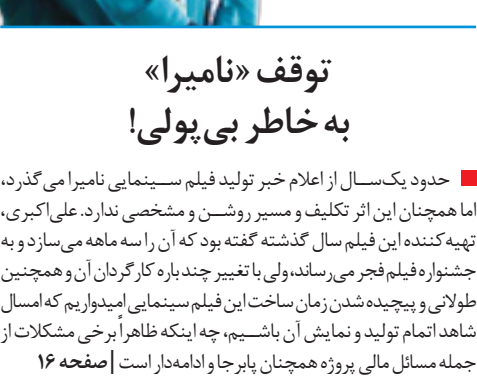 توقف «نامیرا»
به خاطر بی‌پولی!
حدود یک‌ســال از اعلام خبر تولید فیلم ســینمایی نامیرا می‌گذرد،
اما همچنان این اثر تکلیف و مسیر روشــن و مشخصی ندارد. علی‌اکبری،
تهیه‌کننده این فیلم سال گذشته گفته بود که آن را سه ماهه می‌سازد و به
جشنواره فیلم فجر می‌رساند، ولی با تغییر چندباره کارگردان آن و همچنین
طولانی و پیچیده شدن زمان ساخت این فیلم سینمایی امیدواریم که امسال
شاهد اتمام تولید و نمایش آن باشــیم، چه اینکه ظاهراً برخی مشکلات از
جمله مسائل مالی پروژه همچنان پابرجا و ادامه‌دار است | صفحه ۱۶